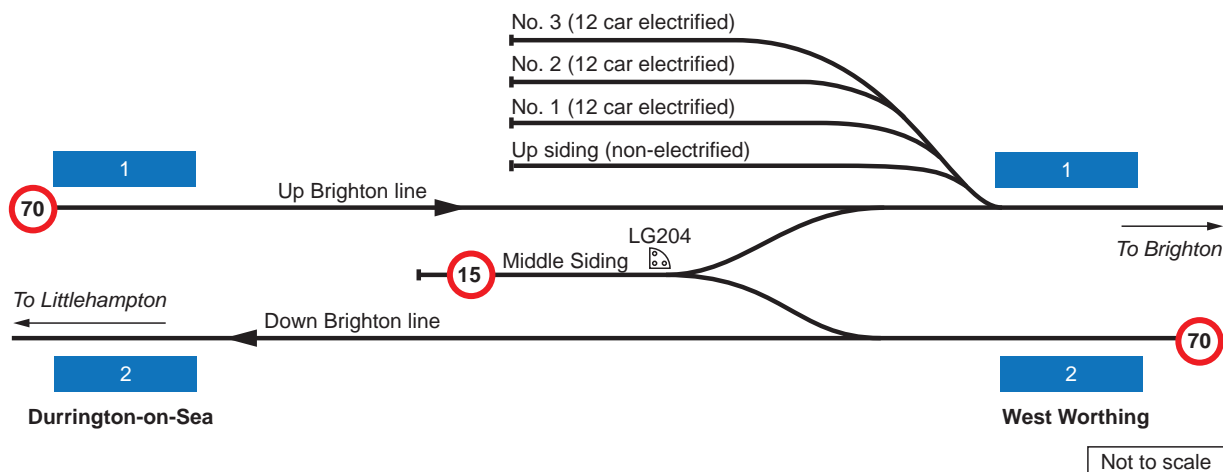 No. 3 (12 car electrified)
No. 2 (12 car electrified)
No. 1 (12 car electrified)
Up siding (non-electrified)
1
1
Up Brighton line
70
To Brighton
LG204
Middle Siding
15
To Littlehampton
Down Brighton line
70
2
2
Durrington-on-Sea
West Worthing
Not to scale